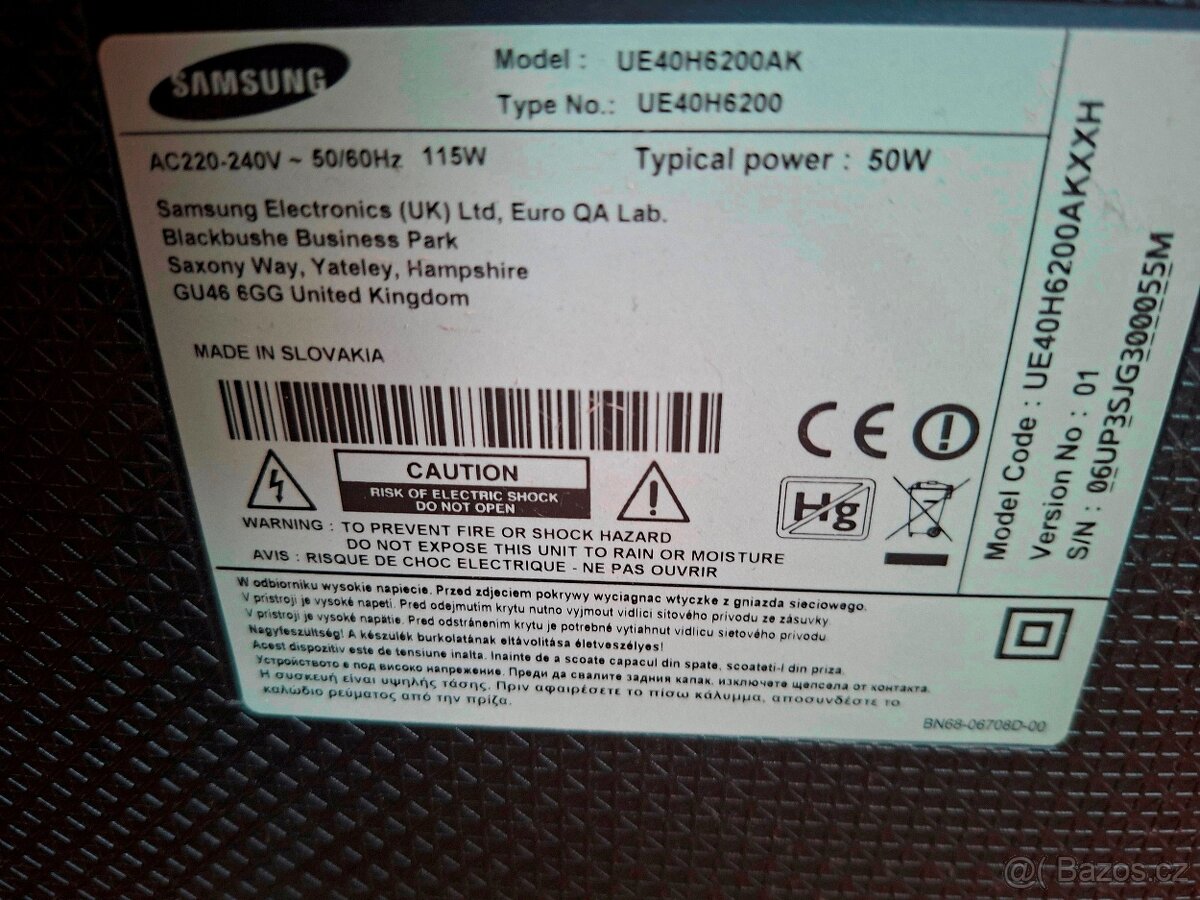 SAMSUNG
Model : UE40H6200AK
Type No.: UE40H6200
AC220-240V ~ 50/60Hz 115W
Typical power : 50W
Samsung Electronics (UK) Ltd, Euro QA Lab.
Blackbushe Business Park
Saxony Way, Yateley, Hampshire
GU46 6GG United Kingdom
MADE IN SLOVAKIA
CE
Hg
CAUTION
RISK OF ELECTRIC SHOCK
DO NOT OPEN
WARNING : TO PREVENT FIRE OR SHOCK HAZARD
DO NOT EXPOSE THIS UNIT TO RAIN OR MOISTURE
AVIS : RISQUE DE CHOC ELECTRIQUE - NE PAS OUVRIR
W odbiorniku wysokie napiecie. Przed zdjeciem pokrywy wyciagnac wtyczke z gniazda sieciowego.
V pristroji je vysoké napeti. Pred odejmutim krytu nutno vyjmout vidlici sitového privodu ze zásuvky.
V pristroji je vysoké napätie. Pred odstránením krytu je potrebné vytiahnut vidlicu sietového privodu.
Nagyfeszultség! A készülék burkolatának eltávolítása életveszélyes!
Acest dispozitiv este de tensiune inalta. Inainte de a scoate capacul din spate, scoateti-l din priza.
Устройството е под високо напрежение. Преди да свалите задния капак, изключете щепсела от контакта.
Η συσκευή είναι υψηλής τάσης. Πριν αφαιρέσετε το πίσω κάλυμμα, αποσυνδέστε το
καλώδιο ρεύματος από την πρίζα.
BN68-06708D-00
Model Code : UE40H6200AKXXH
Version No : 01
S/N : 06UP3SJG300055M
@( Bazos.cz